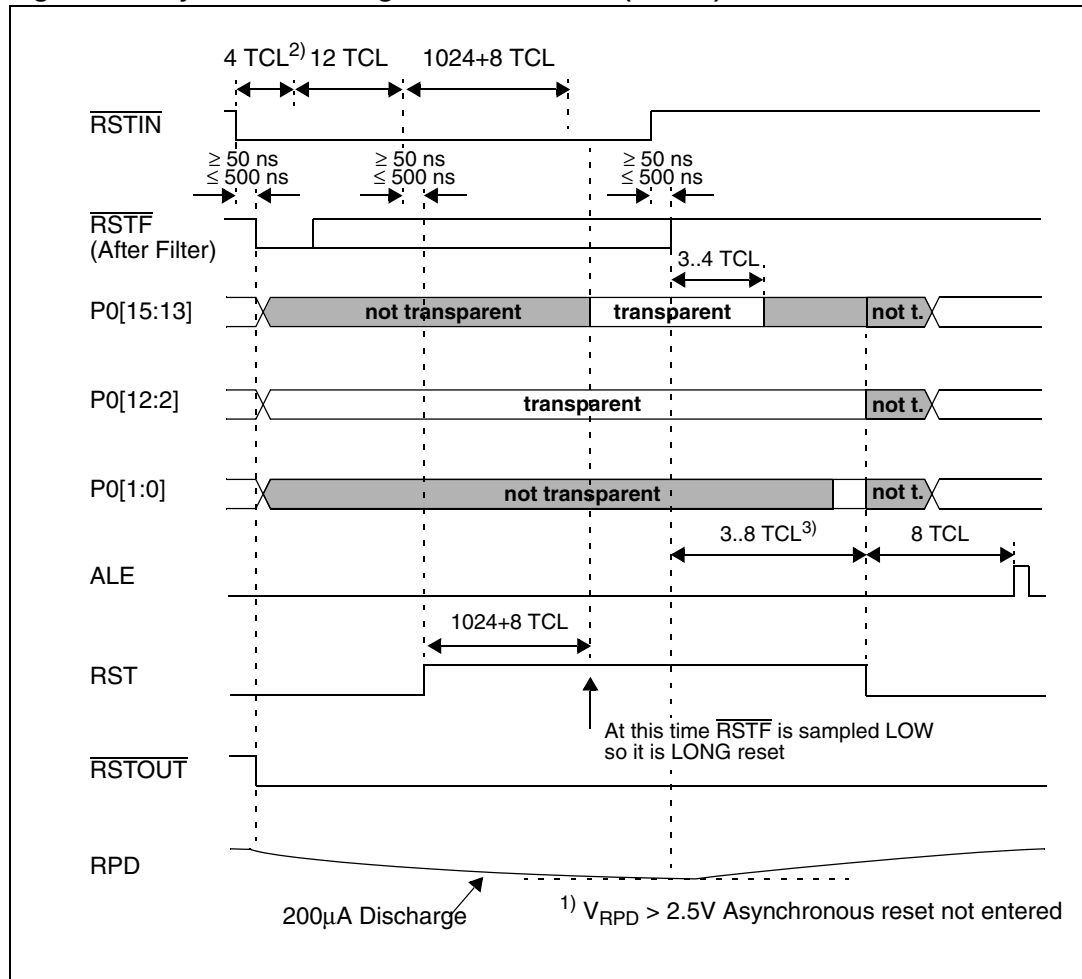 4 TCL2) 12 TCL 1024+8 TCL
RSTIN
≥ 50 ns ≥ 50 ns ≥ 50 ns
≤ 500 ns ≤ 500 ns ≤ 500 ns
RSTF
(After Filter)
3..4 TCL
P0[15:13] not transparent transparent not t.
P0[12:2] transparent not t.
P0[1:0] not transparent not t.
3..8 TCL3) 8 TCL
ALE
1024+8 TCL
RST
At this time RSTF is sampled LOW
so it is LONG reset
RSTOUT
RPD
200μA Discharge
1) VRPD > 2.5V Asynchronous reset not entered